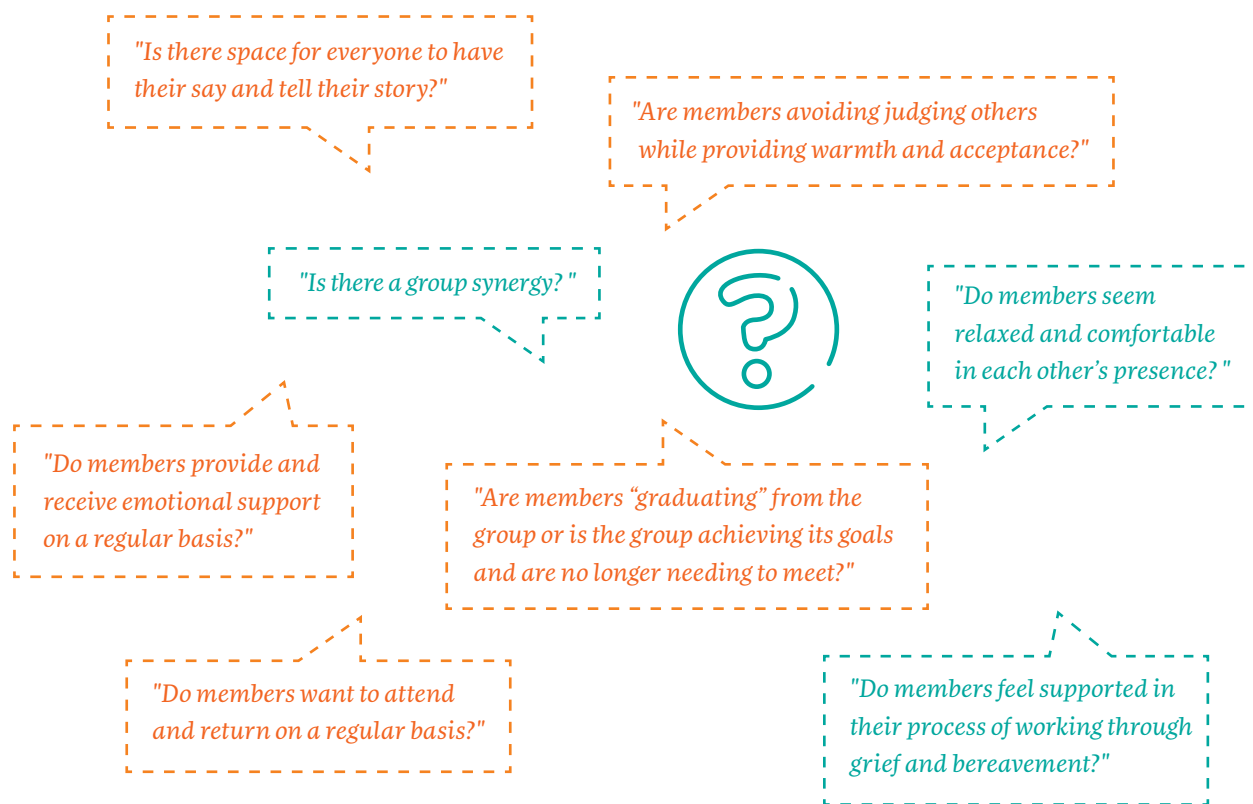 "Is there space for everyone to have
their say and tell their story?"
"Are members avoiding judging others
while providing warmth and acceptance?"
"Is there a group synergy? "
"Do members seem
relaxed and comfortable
in each other’s presence? "
"Do members provide and
receive emotional support
on a regular basis?"
"Are members “graduating” from the
group or is the group achieving its goals
and are no longer needing to meet?"
"Do members want to attend
and return on a regular basis?"
"Do members feel supported in
their process of working through
grief and bereavement?"